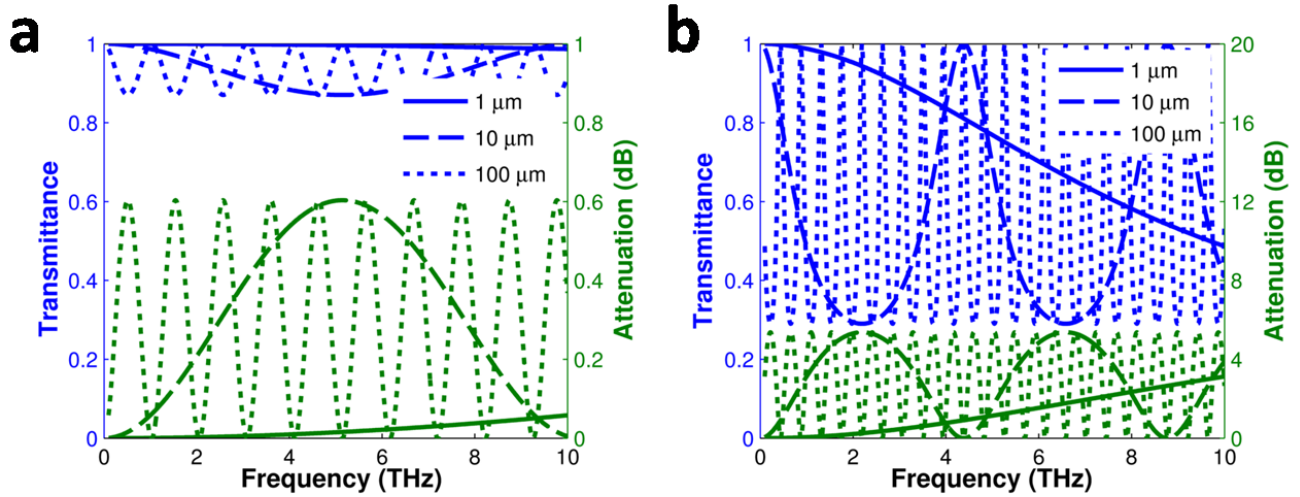 a
1
0.8
0.6
0.4
0.2
0
Transmittance
1 μm
10 μm
100 μm
1
0.8
0.6
0.4
0.2
0
Attenuation (dB)
0 2 4 6 8 10
Frequency (THz)
b
1
0.8
0.6
0.4
0.2
0
Transmittance
1 μm
10 μm
100 μm
20
16
12
8
4
0
Attenuation (dB)
0 2 4 6 8 10
Frequency (THz)